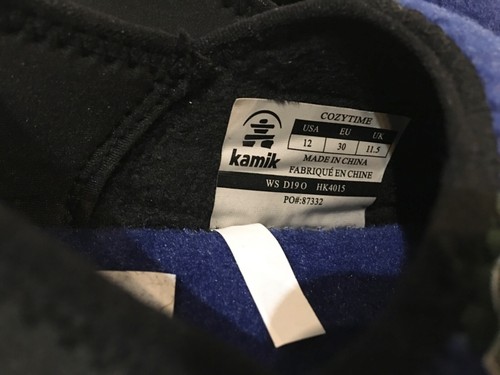 COZYTIME
USA EU UK
12 30 11.5
kamik
MADE IN CHINA
FABRIQUÉ EN CHINE
WS D19 O HK4015
PO#:87332